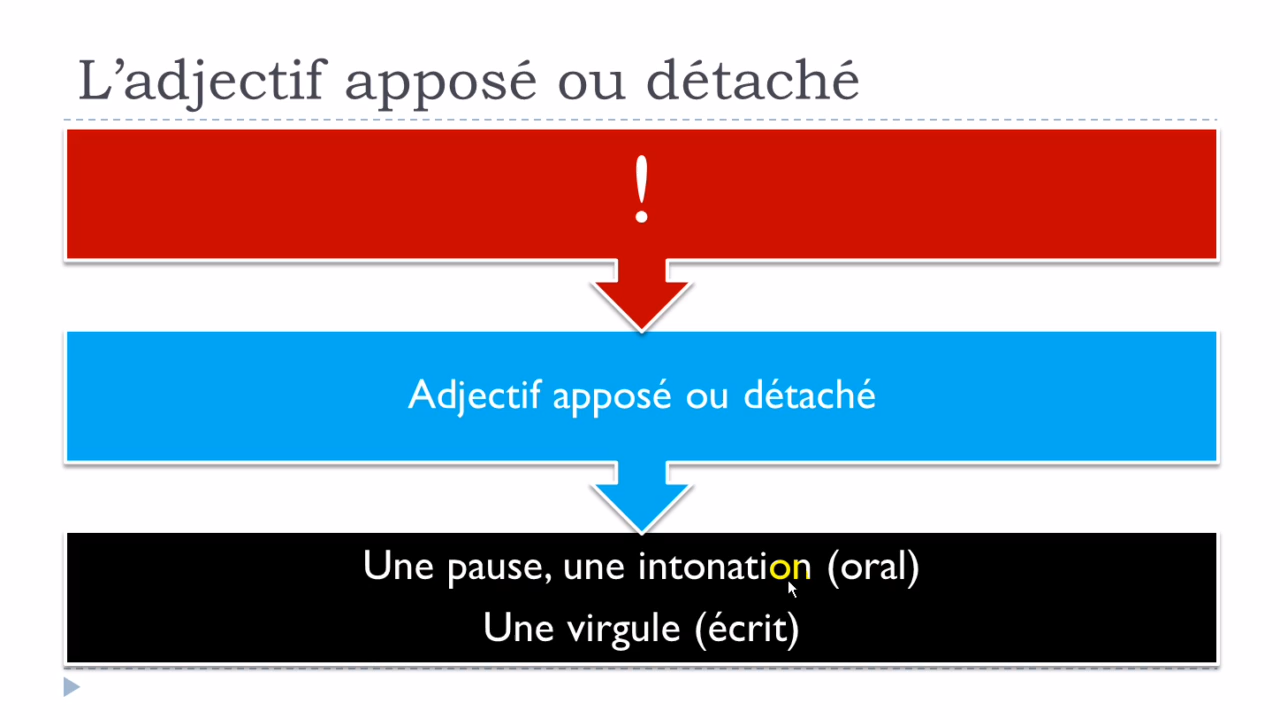 L’adjectif apposé ou détaché
!
Adjectif apposé ou détaché
Une pause, une intonation (oral)
Une virgule (écrit)